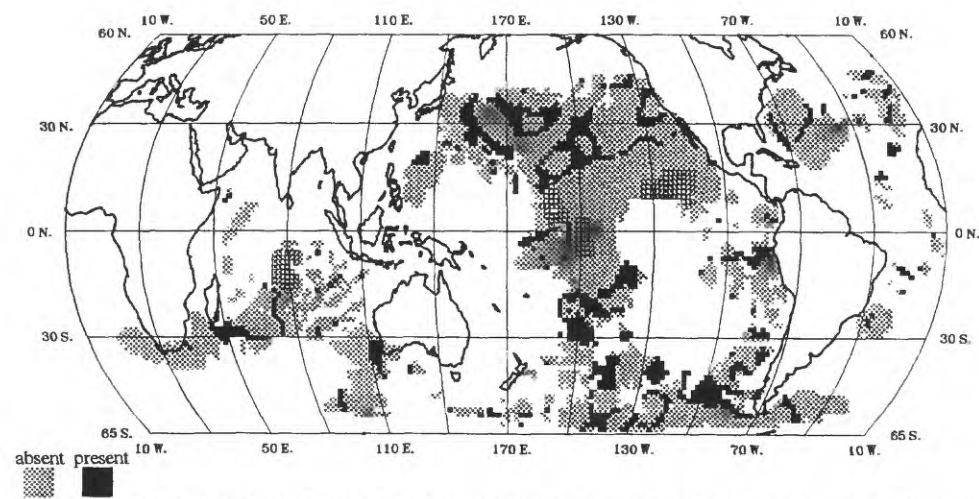 10 W. 50 E. 110 E. 170 E. 130 W. 70 W. 10 W.
60 N. 60 N.
30 N. 30 N.
0 N. 0 N.
30 S. 30 S.
65 S. 65 S.
10 W. 50 E. 110 E. 170 E. 130 W. 70 W. 10 W.
absent present